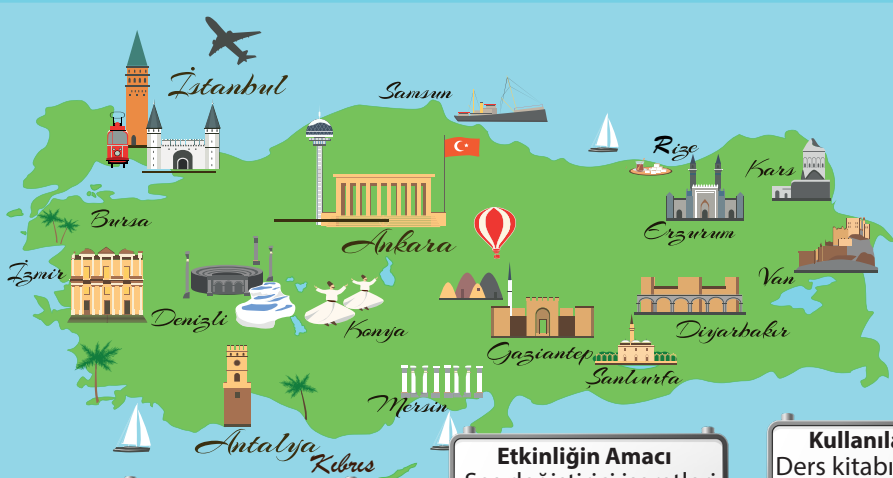 İstanbul
Samsun
Rize
Kars
Bursa
Erzurum
Ankara
İzmir
Van
Denizli
Konya
Diyarbakır
Gaziantep
Şanlıurfa
Mersin
Antalya
Kıbrıs
Etkinliğin Amacı
Ders kitabı